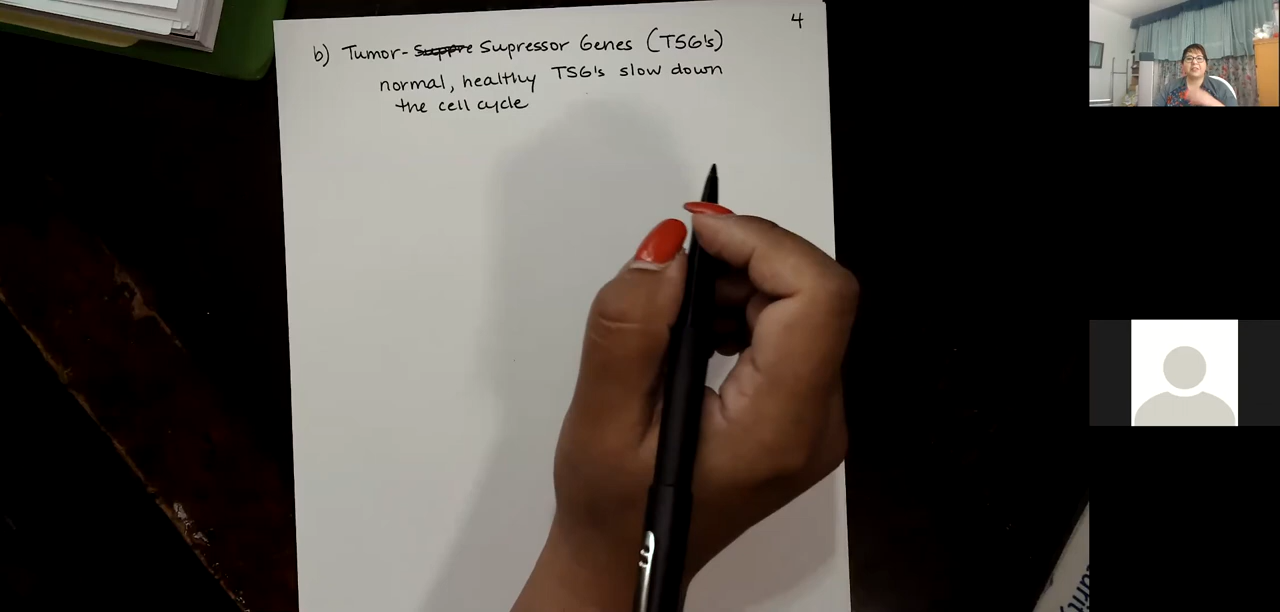 4
b) Tumor- Suppre Supressor Genes (TSG's)
normal, healthy TSG's slow down
the cell cycle